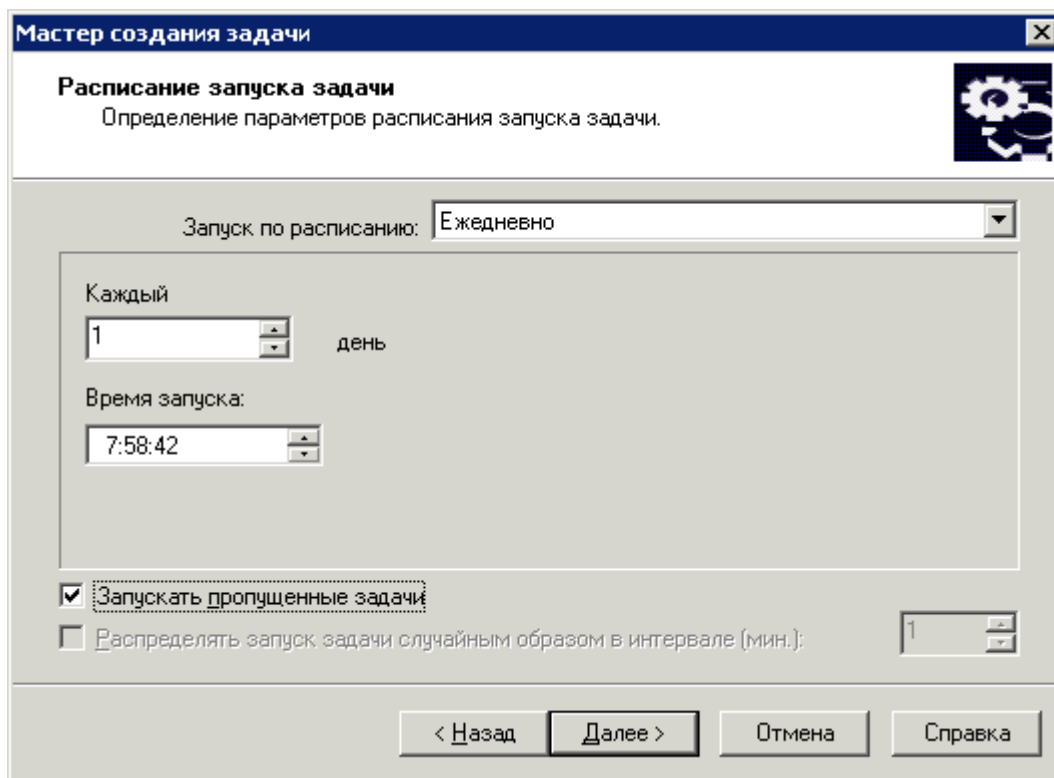 Мастер создания задачи
Расписание запуска задачи
Определение параметров расписания запуска задачи.
Запуск по расписанию: Ежедневно
Каждый
1 день
Время запуска:
7:58:42
Запускать пропущенные задачи
Распределять запуск задачи случайным образом в интервале (мин.): 1
< Назад Далее > Отмена Справка